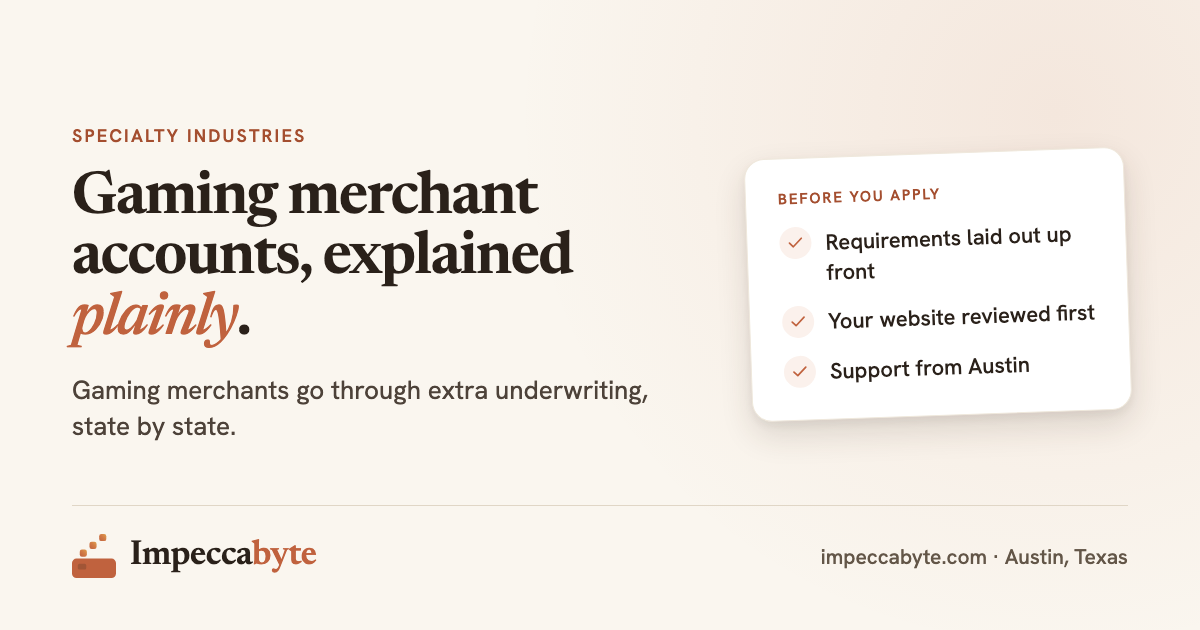 SPECIALTY INDUSTRIES
Gaming merchant
accounts, explained
plainly.
Gaming merchants go through extra underwriting,
state by state.
BEFORE YOU APPLY
Requirements laid out up
front
Your website reviewed first
Support from Austin
Impeccabyte
impeccabyte.com · Austin, Texas